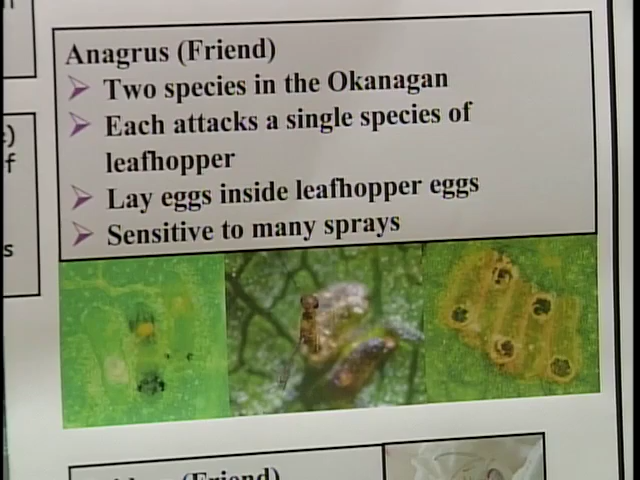 Anagrus (Friend)
Two species in the Okanagan
Each attacks a single species of
leafhopper
Lay eggs inside leafhopper eggs
Sensitive to many sprays
f
s
(Friend)